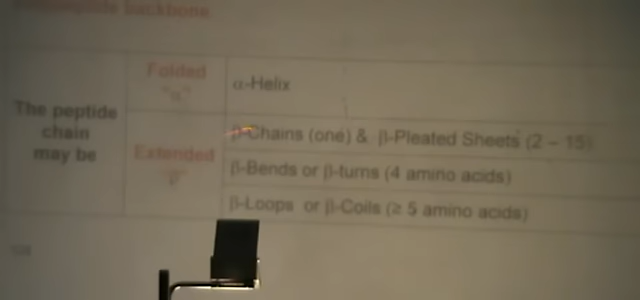 backbone
Folded
"α"
α-Helix
The peptide
chain
may be
Extended
β-Chains (one) & β-Pleated Sheets (2 – 15)
β-Bends or β-turns (4 amino acids)
β-Loops or β-Coils (≥ 5 amino acids)